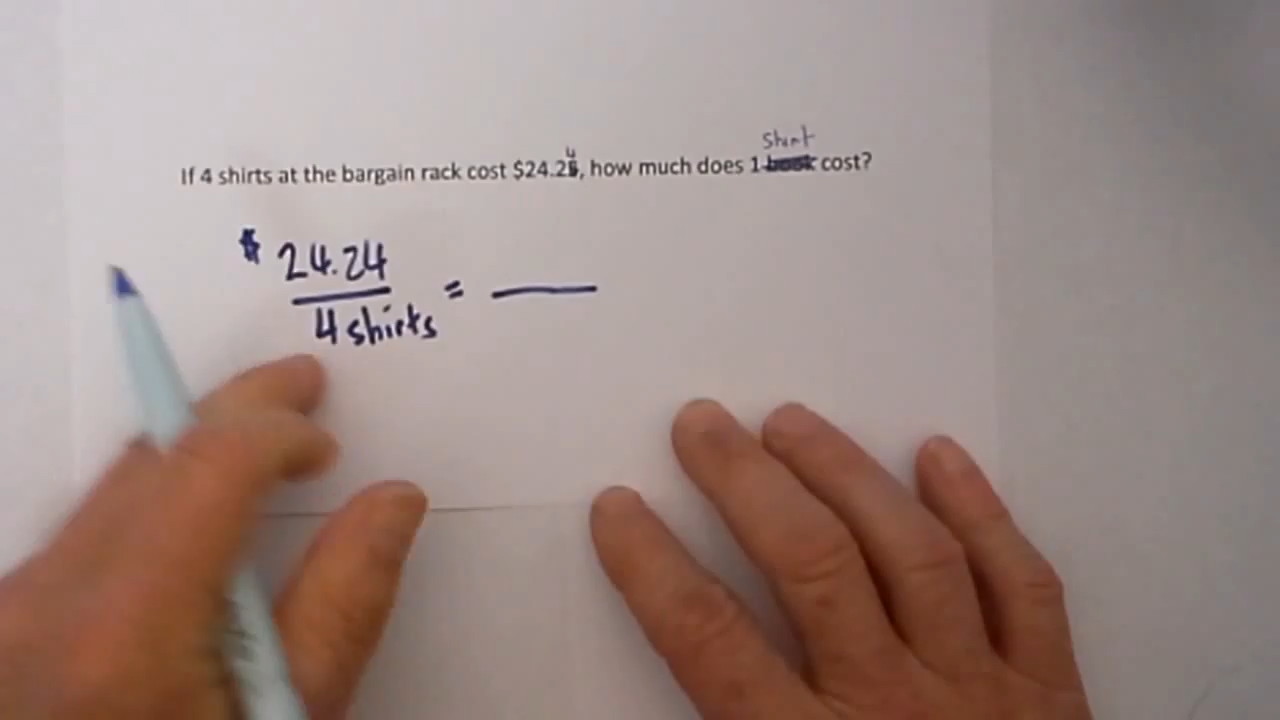 shirt
If 4 shirts at the bargain rack cost $24.24, how much does 1 book cost?
$ 24.24
4 shirts =